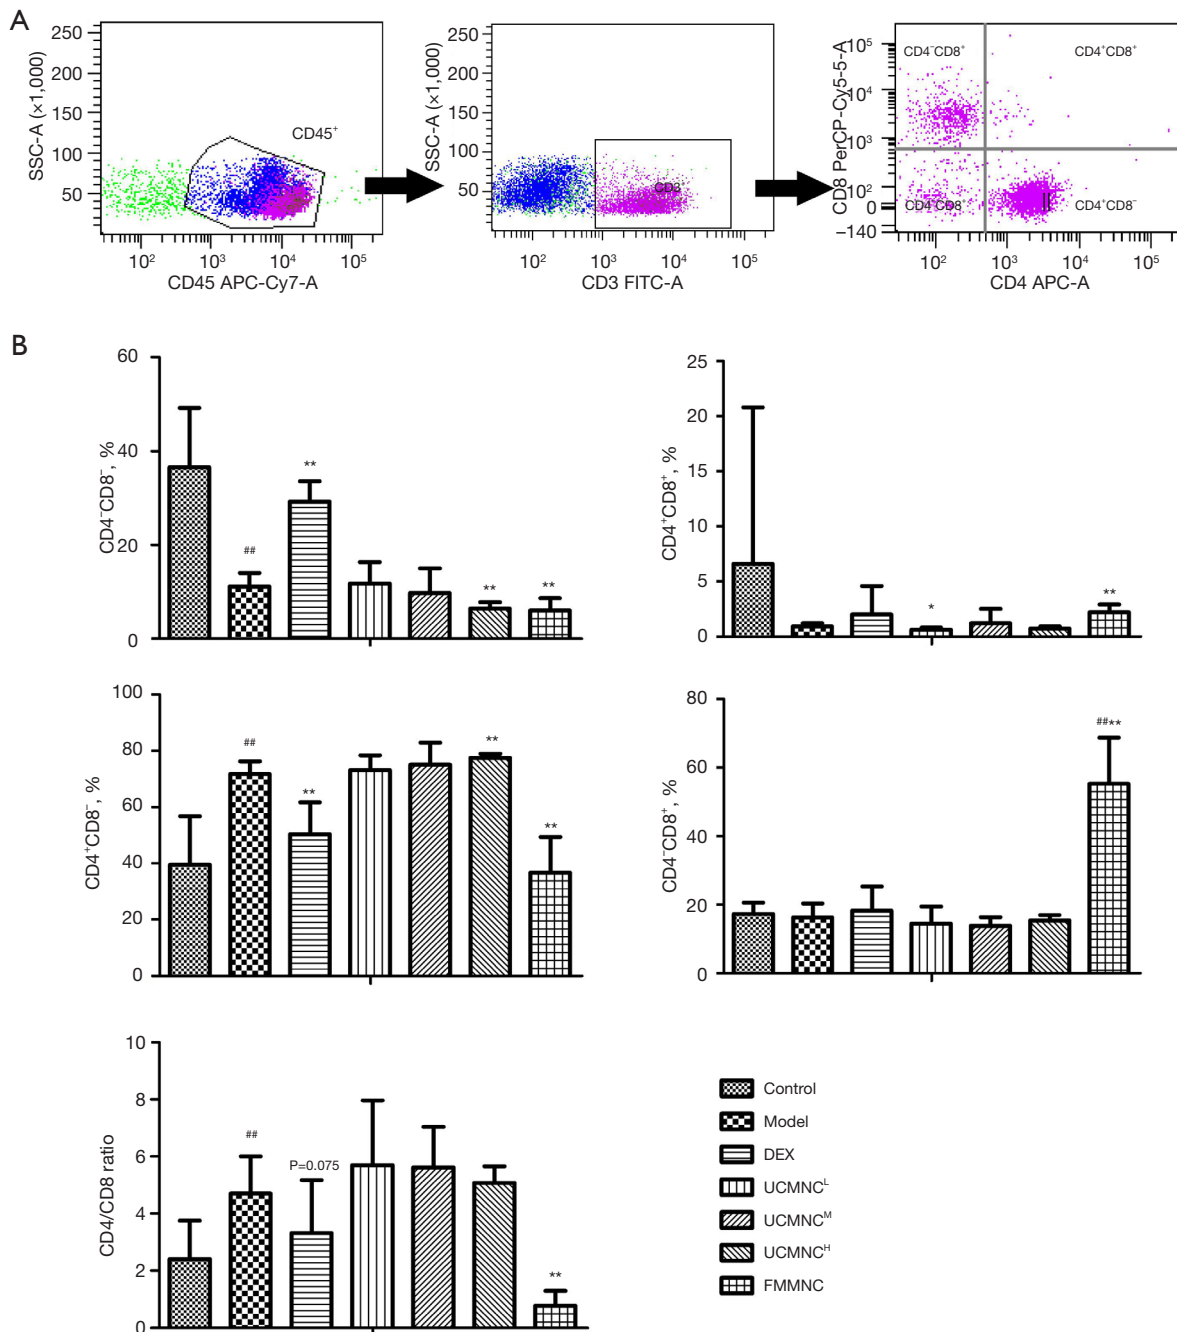 A
250
200
150
100
50
SSC-A (×1,000)
CD45⁺
10² 10³ 10⁴ 10⁵
CD45 APC-Cy7-A
250
200
150
100
50
0
SSC-A (×1,000)
CD3
10² 10³ 10⁴ 10⁵
CD3 FITC-A
10⁵
10⁴
10³
10²
0
−140
CD8 PerCP-Cy5-5-A
CD4⁻CD8⁺
CD4⁺CD8⁺
CD4⁻CD8⁻
CD4⁺CD8⁻
10² 10³ 10⁴ 10⁵
CD4 APC-A
B
60
40
20
0
CD4⁻CD8⁻, %
##
**
**
**
25
20
15
10
5
0
CD4⁺CD8⁺, %
*
**
100
80
60
40
20
0
CD4⁺CD8⁻, %
##
**
**
**
80
60
40
20
0
CD4⁻CD8⁺, %
##**
10
8
6
4
2
0
CD4/CD8 ratio
##
P=0.075
**
Control
Model
DEX
UCMNCᴸ
UCMNCᴹ
UCMNCᴴ
FMMNC